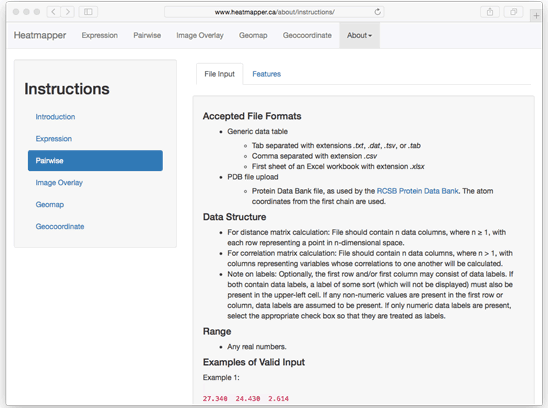 www.heatmapper.ca/about/instructions/
Heatmapper Expression Pairwise Image Overlay Geomap Geocoordinate About
Instructions
Introduction
Expression
Pairwise
Image Overlay
Geomap
Geocoordinate
File Input Features
Accepted File Formats
Generic data table
Tab separated with extensions .txt, .dat, .tsv, or .tab
Comma separated with extension .csv
First sheet of an Excel workbook with extension .xlsx
PDB file upload
Protein Data Bank file, as used by the RCSB Protein Data Bank. The atom
coordinates from the first chain are used.
Data Structure
For distance matrix calculation: File should contain n data columns, where n ≥ 1, with
each row representing a point in n-dimensional space.
For correlation matrix calculation: File should contain n data columns, where n > 1, with
columns representing variables whose correlations to one another will be calculated.
Note on labels: Optionally, the first row and/or first column may consist of data labels. If
both contain data labels, a label of some sort (which will not be displayed) must also be
present in the upper-left cell. If any non-numeric values are present in the first row or
column, data labels are assumed to be present. If only numeric data labels are present,
select the appropriate check box so that they are treated as labels.
Range
Any real numbers.
Examples of Valid Input
Example 1:
27.340 24.430 2.614